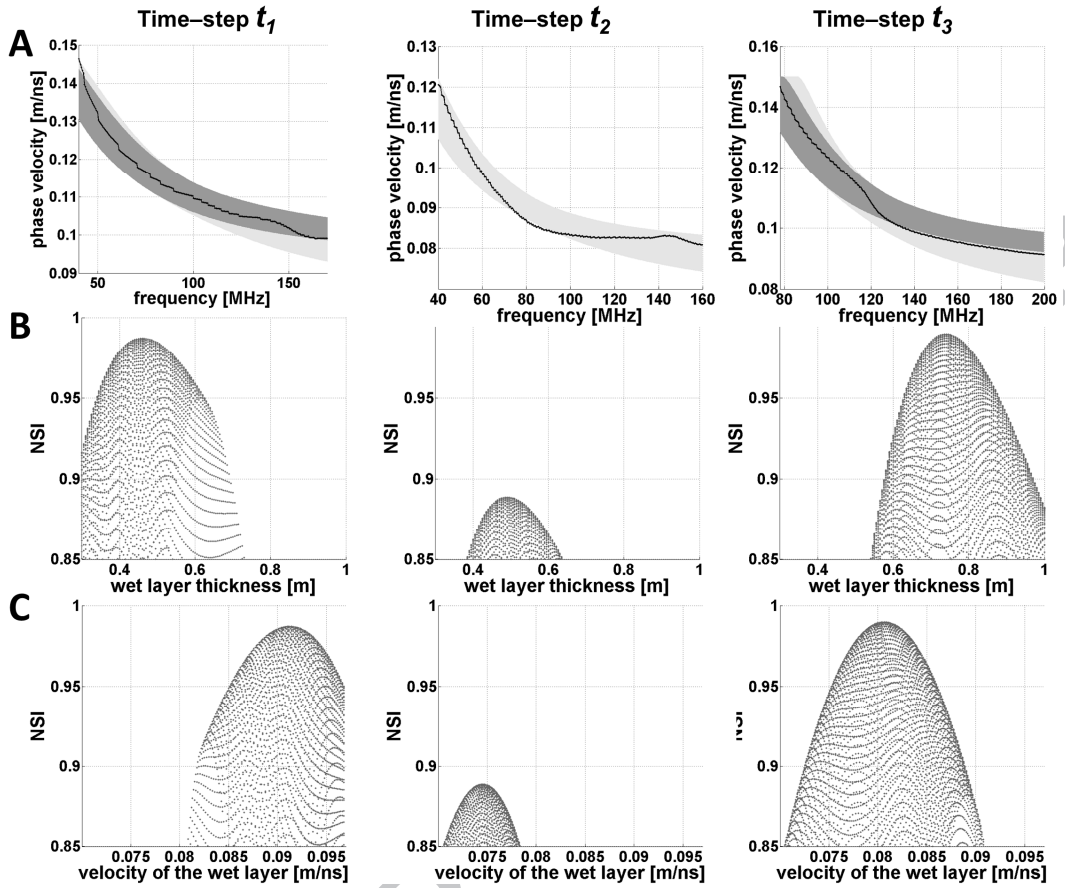 Time–step t1 Time–step t2 Time–step t3
A
0.15 0.14 0.13 0.12 0.11 0.1 0.09
phase velocity [m/ns]
50 100 150
frequency [MHz]
0.13 0.12 0.11 0.1 0.09 0.08
phase velocity [m/ns]
40 60 80 100 120 140 160
frequency [MHz]
0.16 0.14 0.12 0.1 0.08
phase velocity [m/ns]
80 100 120 140 160 180 200
frequency [MHz]
B
1 0.95 0.9 0.85
NSI
0.4 0.6 0.8 1
wet layer thickness [m]
0.95 0.9 0.85
NSI
0.4 0.6 0.8 1
wet layer thickness [m]
0.95 0.9 0.85
NSI
0.4 0.6 0.8 1
wet layer thickness [m]
C
1 0.95 0.9 0.85
NSI
0.075 0.08 0.085 0.09 0.095
velocity of the wet layer [m/ns]
1 0.95 0.9 0.85
NSI
0.075 0.08 0.085 0.09 0.095
velocity of the wet layer [m/ns]
1 0.95 0.9 0.85
NSI
0.075 0.08 0.085 0.09 0.095
velocity of the wet layer [m/ns]